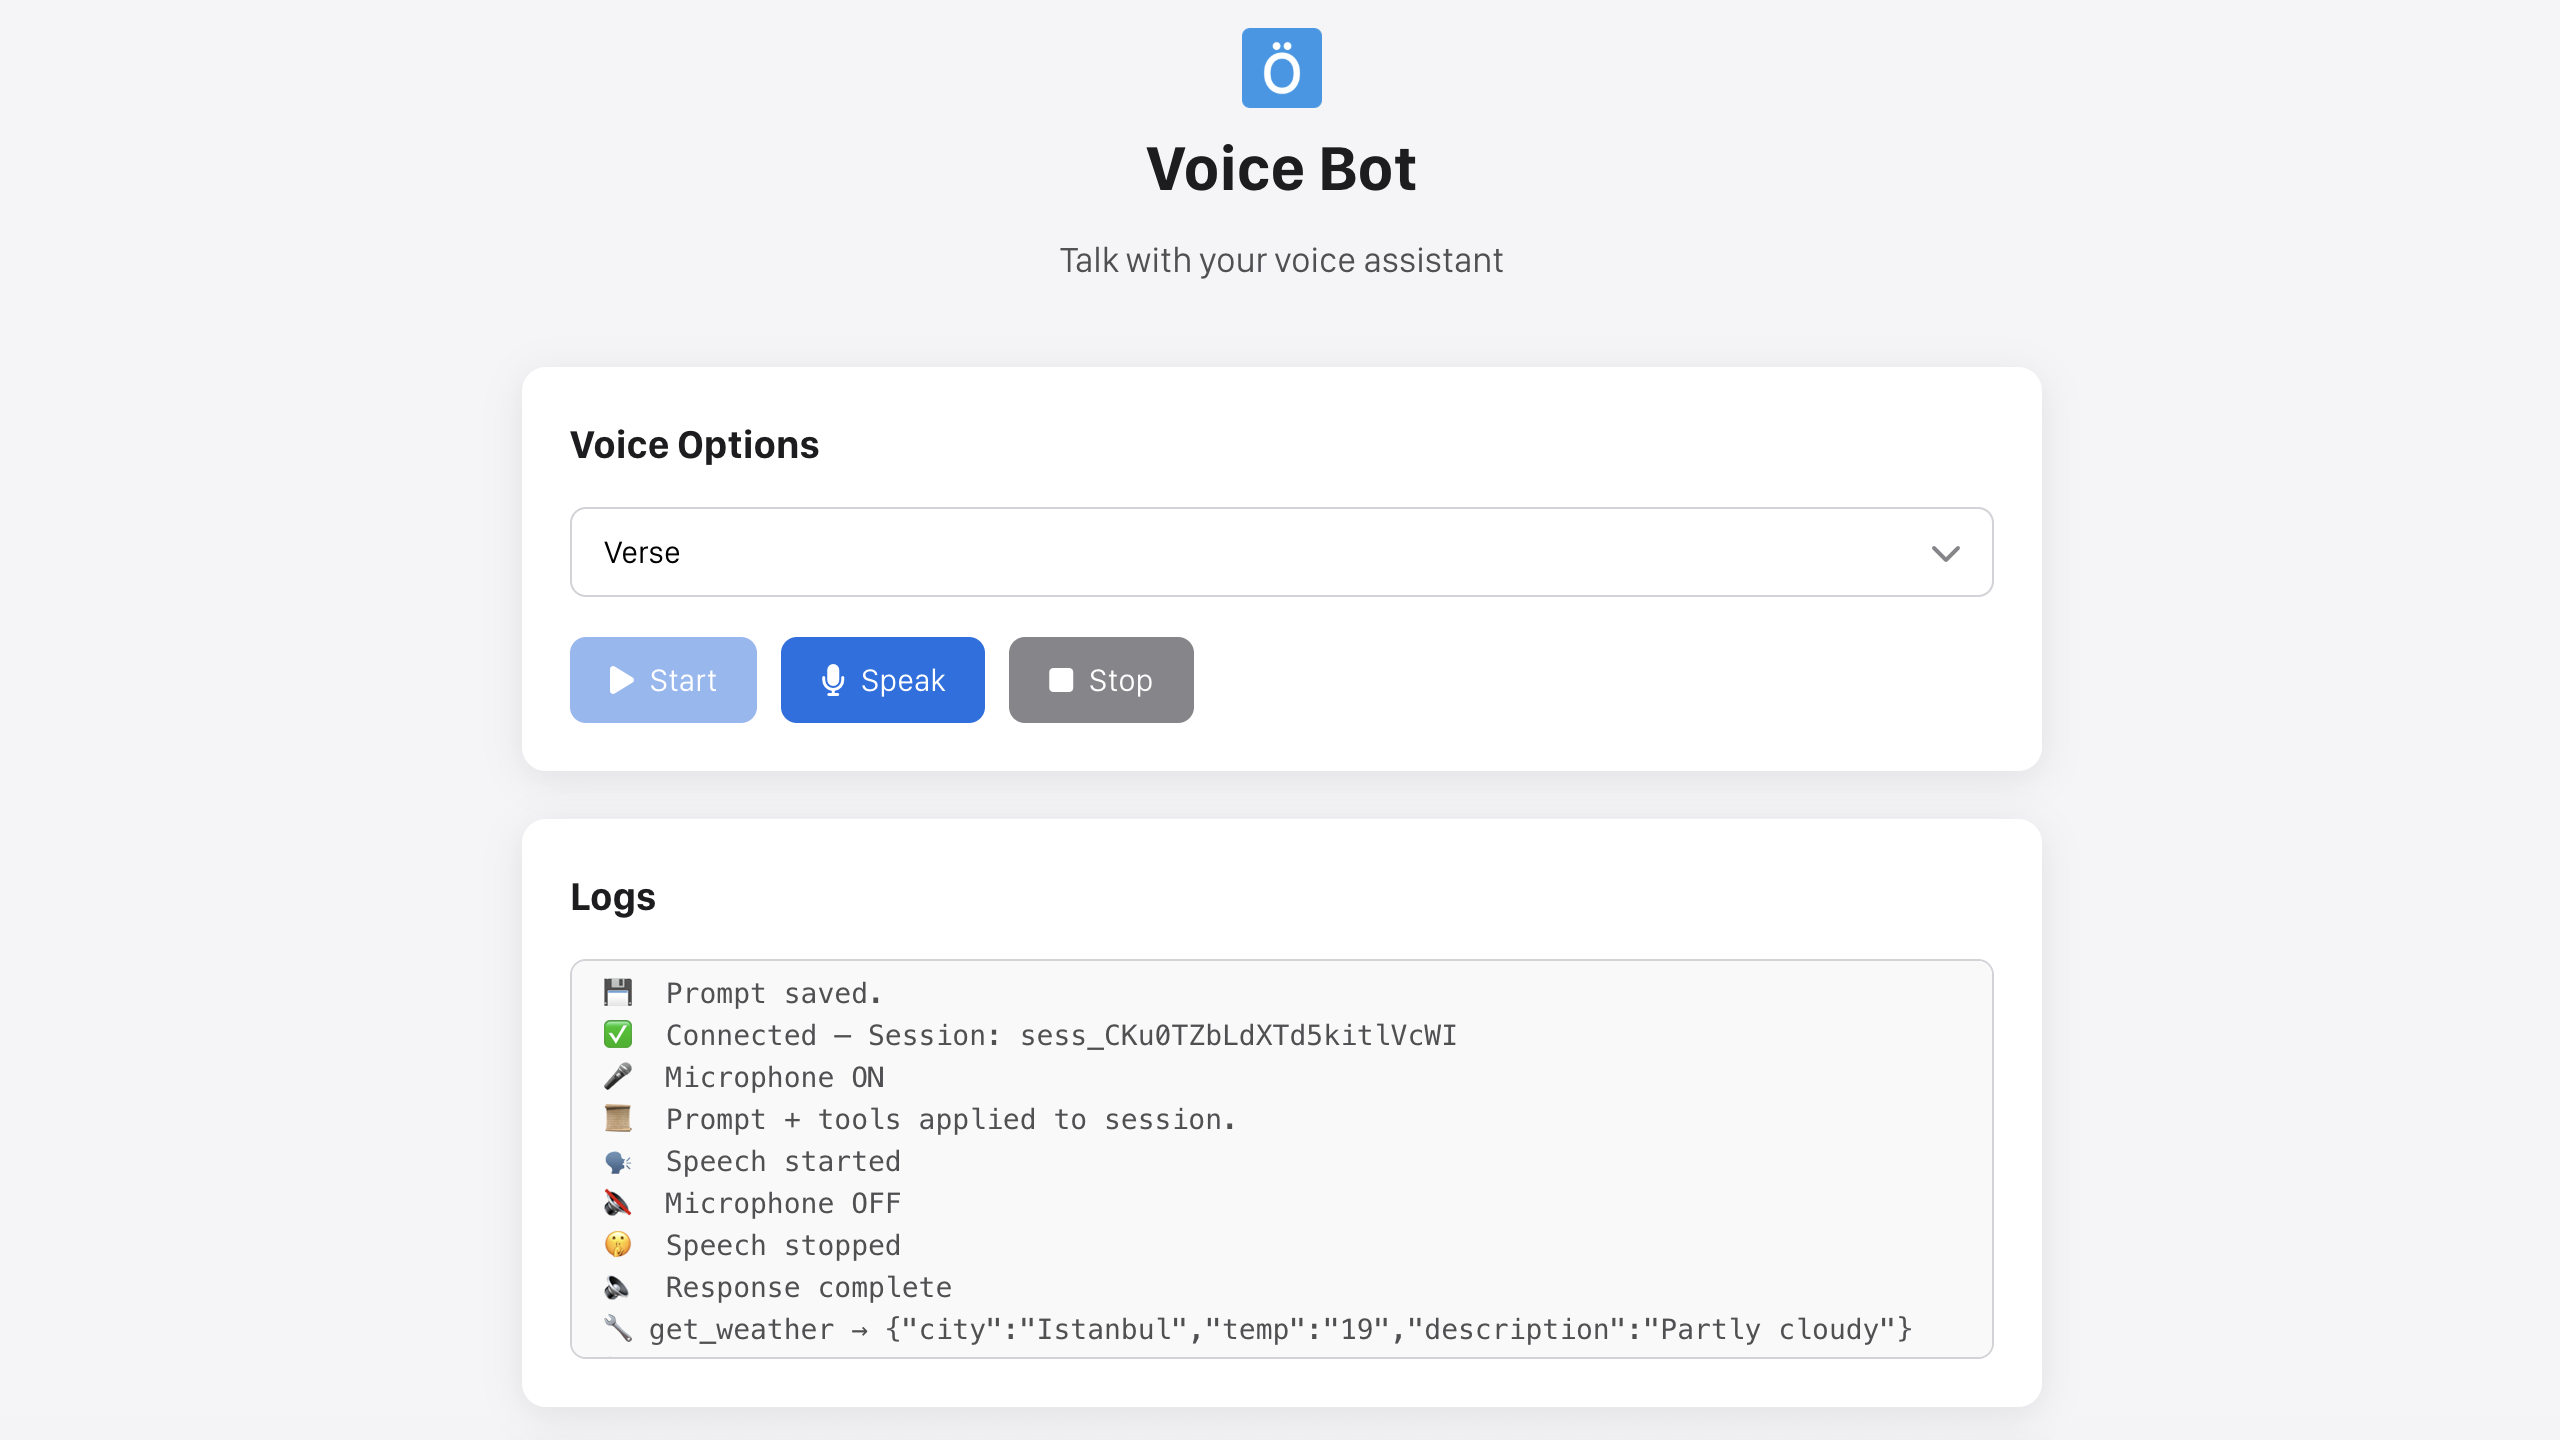 Ö
Voice Bot
Talk with your voice assistant
Voice Options
Verse
Start
Speak
Stop
Logs
Prompt saved.
Connected — Session: sess_CKu0TZbLdXTd5kitlVcWI
Microphone ON
Prompt + tools applied to session.
Speech started
Microphone OFF
Speech stopped
Response complete
get_weather → {"city":"Istanbul","temp":"19","description":"Partly cloudy"}